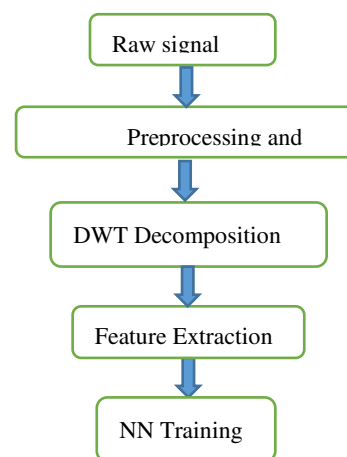 Raw signal
Preprocessing and
DWT Decomposition
Feature Extraction
NN Training